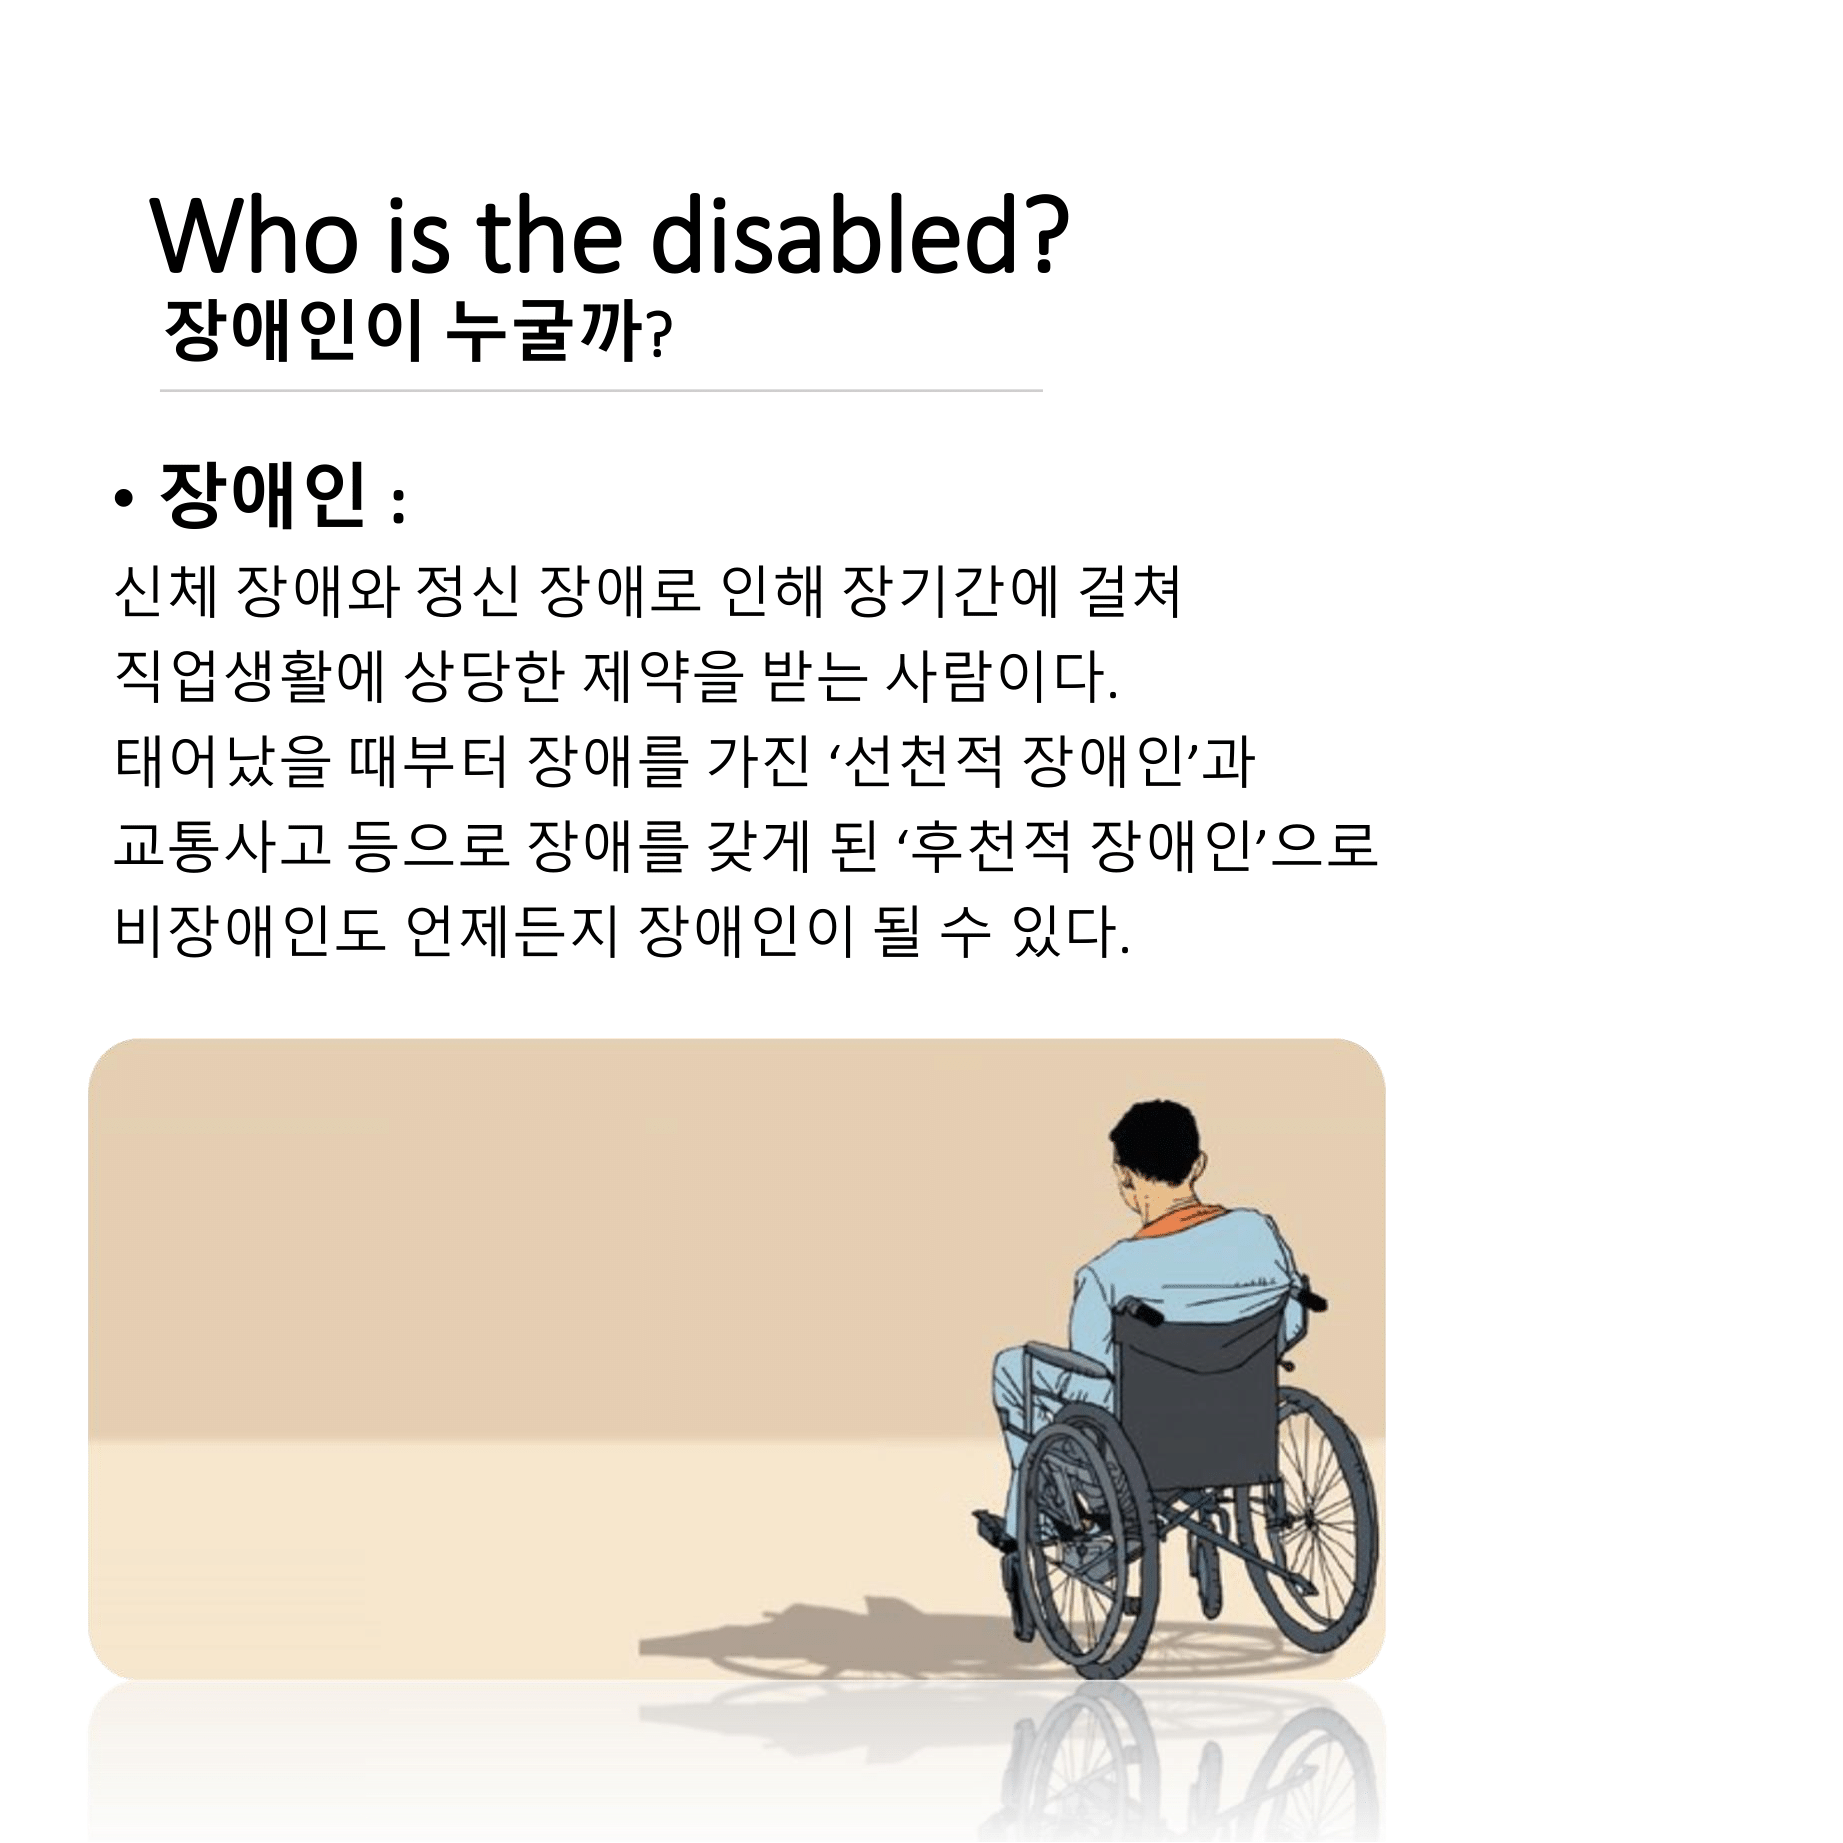 Who is the disabled?
장애인이 누굴까?
• 장애인 :
신체 장애와 정신 장애로 인해 장기간에 걸쳐
직업생활에 상당한 제약을 받는 사람이다.
태어났을 때부터 장애를 가진 ‘선천적 장애인’과
교통사고 등으로 장애를 갖게 된 ‘후천적 장애인’으로
비장애인도 언제든지 장애인이 될 수 있다.